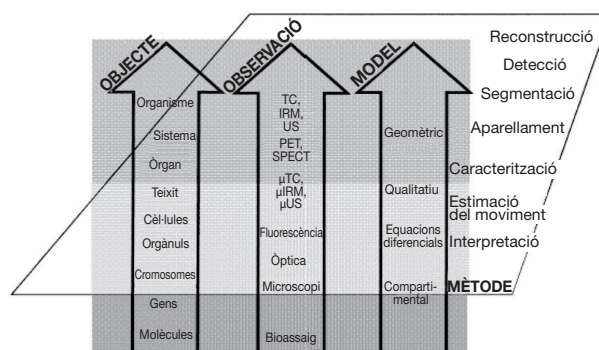 OBJECTE
Organisme
Sistema
Òrgan
Teixit
Cèl·lules
Orgànuls
Cromosomes
Gens
Molècules
OBSERVACIÓ
TC,
IRM,
US
PET,
SPECT
µTC,
µIRM,
µUS
Fluorescència
Òptica
Microscopi
Bioassaig
MODEL
Geomètric
Qualitatiu
Equacions
diferencials
Comparti-
mental
Reconstrucció
Detecció
Segmentació
Aparellament
Caracterització
Estimació
del moviment
Interpretació
MÈTODE